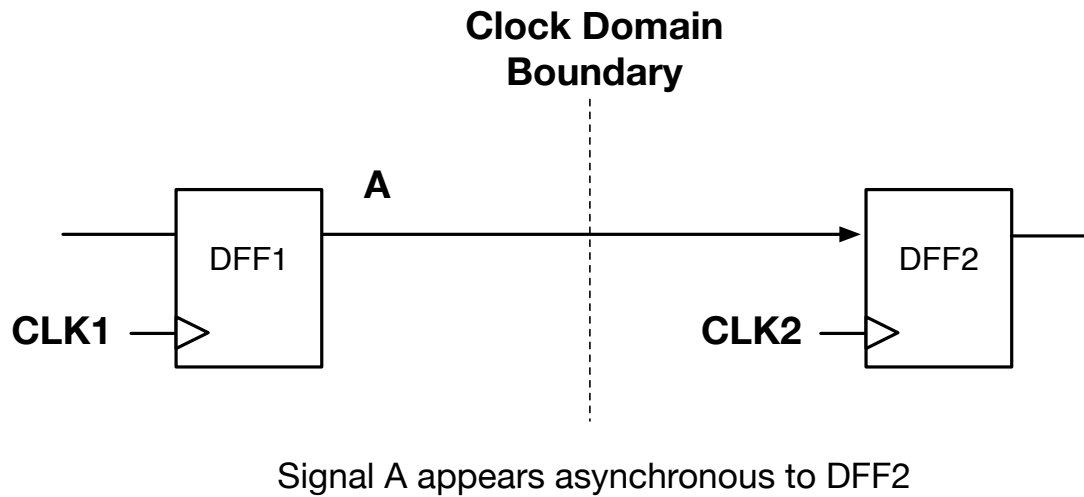 Clock Domain
Boundary
A
DFF1
DFF2
CLK1
CLK2
Signal A appears asynchronous to DFF2